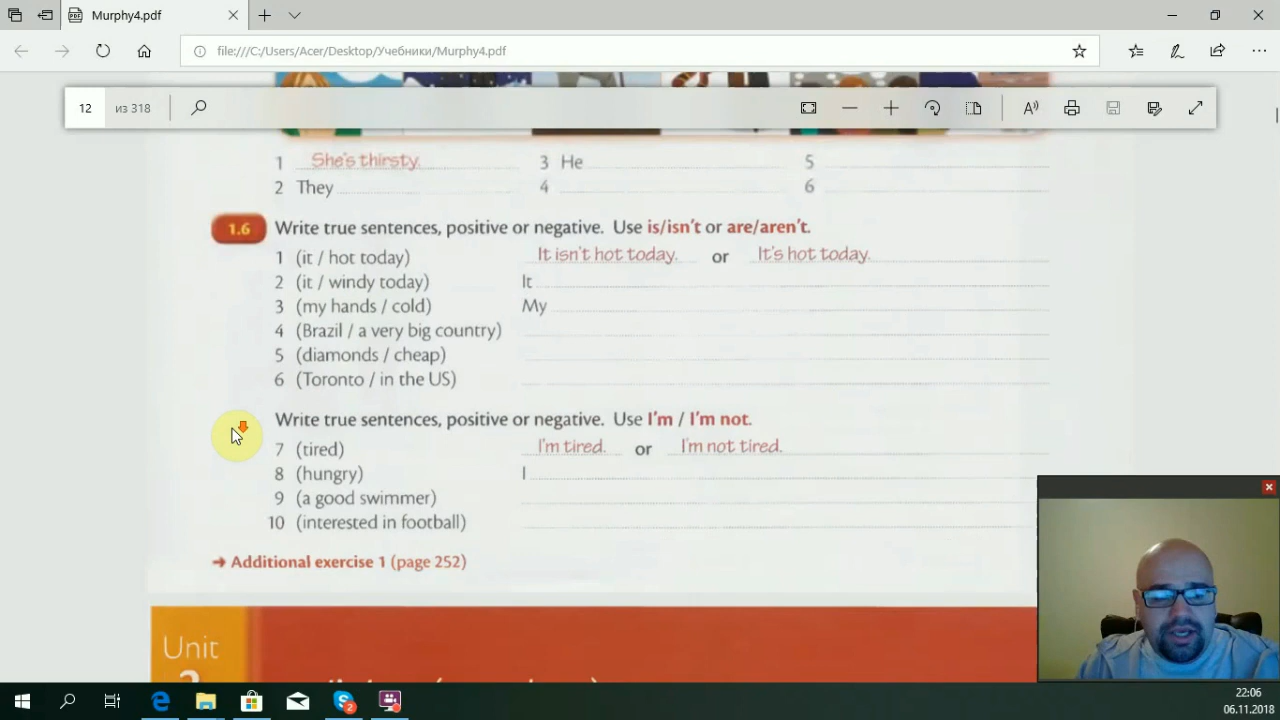 Murphy4.pdf
file:///C:/Users/Acer/Desktop/Учебники/Murphy4.pdf
12 из 318
1 She's thirsty. 3 He 5
2 They 4 6
1.6 Write true sentences, positive or negative. Use is/isn't or are/aren't.
1 (it / hot today) It isn't hot today. or It's hot today.
2 (it / windy today) It
3 (my hands / cold) My
4 (Brazil / a very big country)
5 (diamonds / cheap)
6 (Toronto / in the US)
Write true sentences, positive or negative. Use I'm / I'm not.
7 (tired) I'm tired. or I'm not tired.
8 (hungry) I
9 (a good swimmer)
10 (interested in football)
→ Additional exercise 1 (page 252)
Unit
22:06
06.11.2018